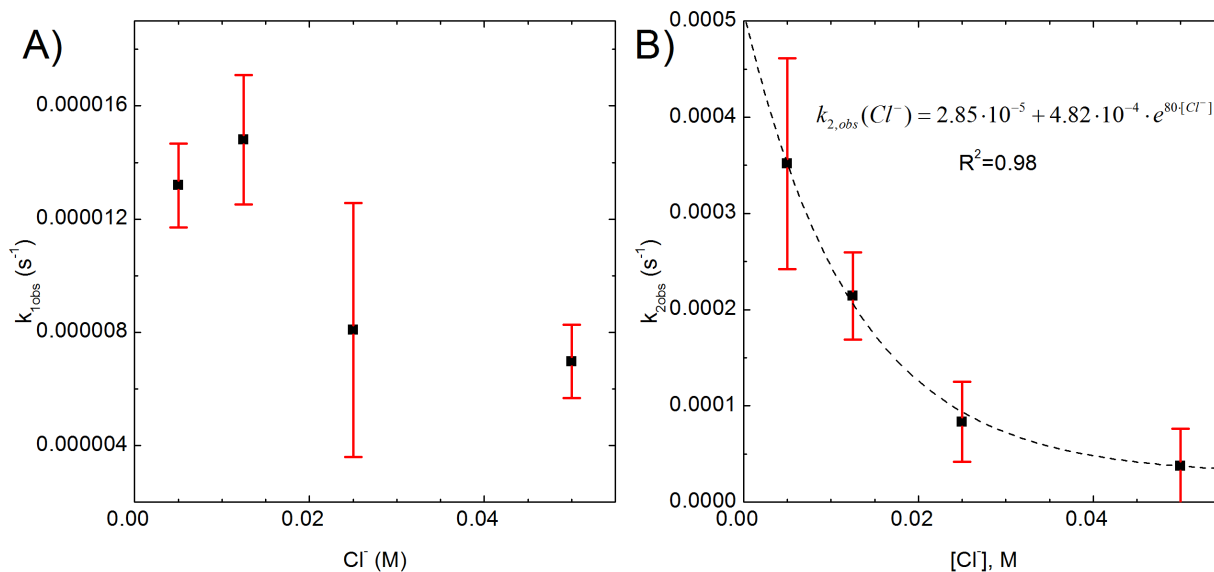 A)
0.000016
0.000012
0.000008
0.000004
k1obs (s-1)
0.00
0.02
0.04
Cl- (M)
B)
0.0005
0.0004
0.0003
0.0002
0.0001
0.0000
k2obs (s-1)
k2,obs(Cl−) = 2.85·10−5 + 4.82·10−4 · e80·[Cl−]
R2=0.98
0.00
0.02
0.04
[Cl-], M